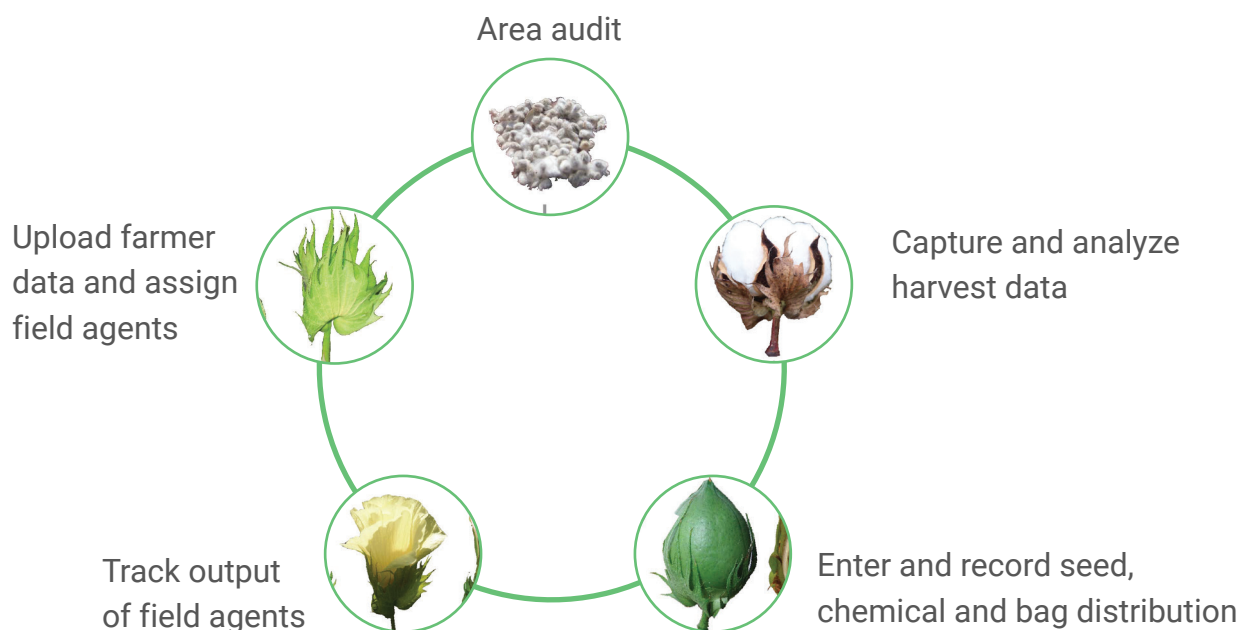 Area audit
Upload farmer
data and assign
field agents
Capture and analyze
harvest data
Track output
of field agents
Enter and record seed,
chemical and bag distribution